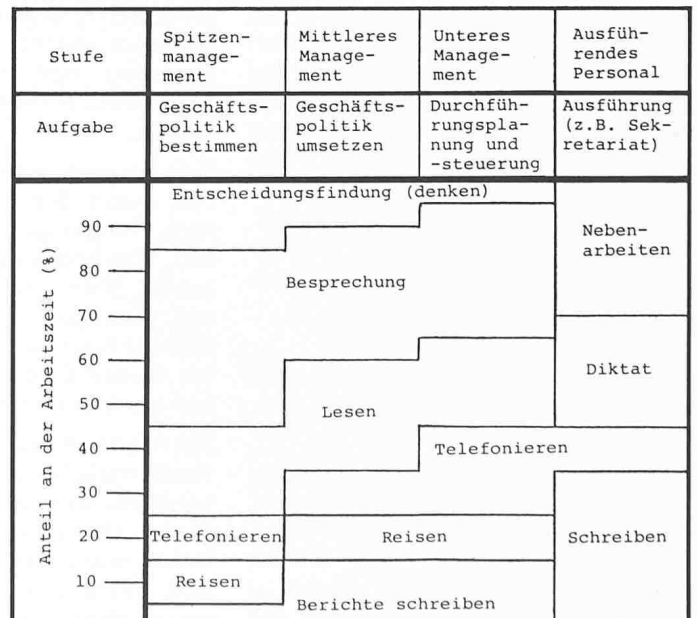 Stufe
Spitzen-
manage-
ment
Mittleres
Manage-
ment
Unteres
Manage-
ment
Ausfüh-
rendes
Personal
Aufgabe
Geschäfts-
politik
bestimmen
Geschäfts-
politik
umsetzen
Durchfüh-
rungspla-
nung und
-steuerung
Ausführung
(z.B. Sek-
retariat)
Anteil an der Arbeitszeit (%)
90
80
70
60
50
40
30
20
10
Entscheidungsfindung (denken)
Neben-
arbeiten
Besprechung
Diktat
Lesen
Telefonieren
Telefonieren
Reisen
Schreiben
Reisen
Berichte schreiben